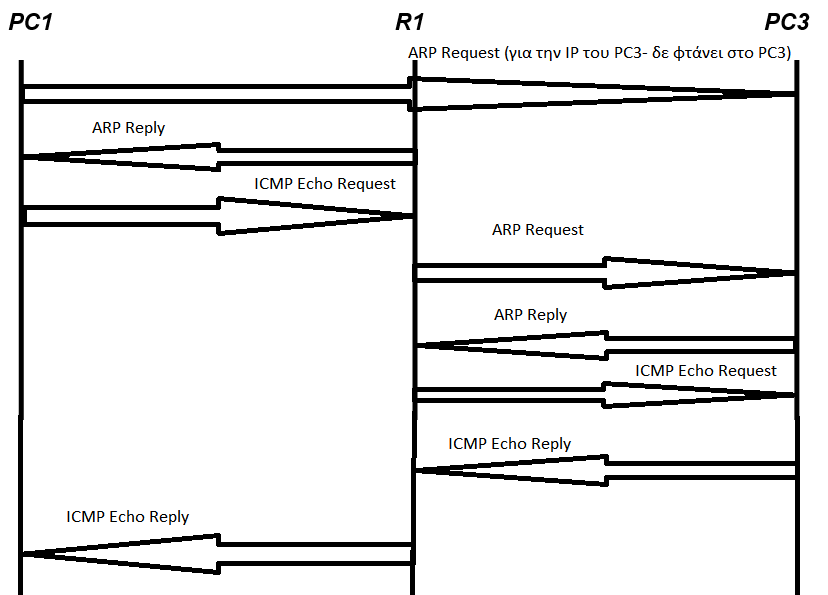 PC1
R1
PC3
ARP Request (για την IP του PC3- δε φτάνει στο PC3)
ARP Reply
ICMP Echo Request
ARP Request
ARP Reply
ICMP Echo Request
ICMP Echo Reply
ICMP Echo Reply